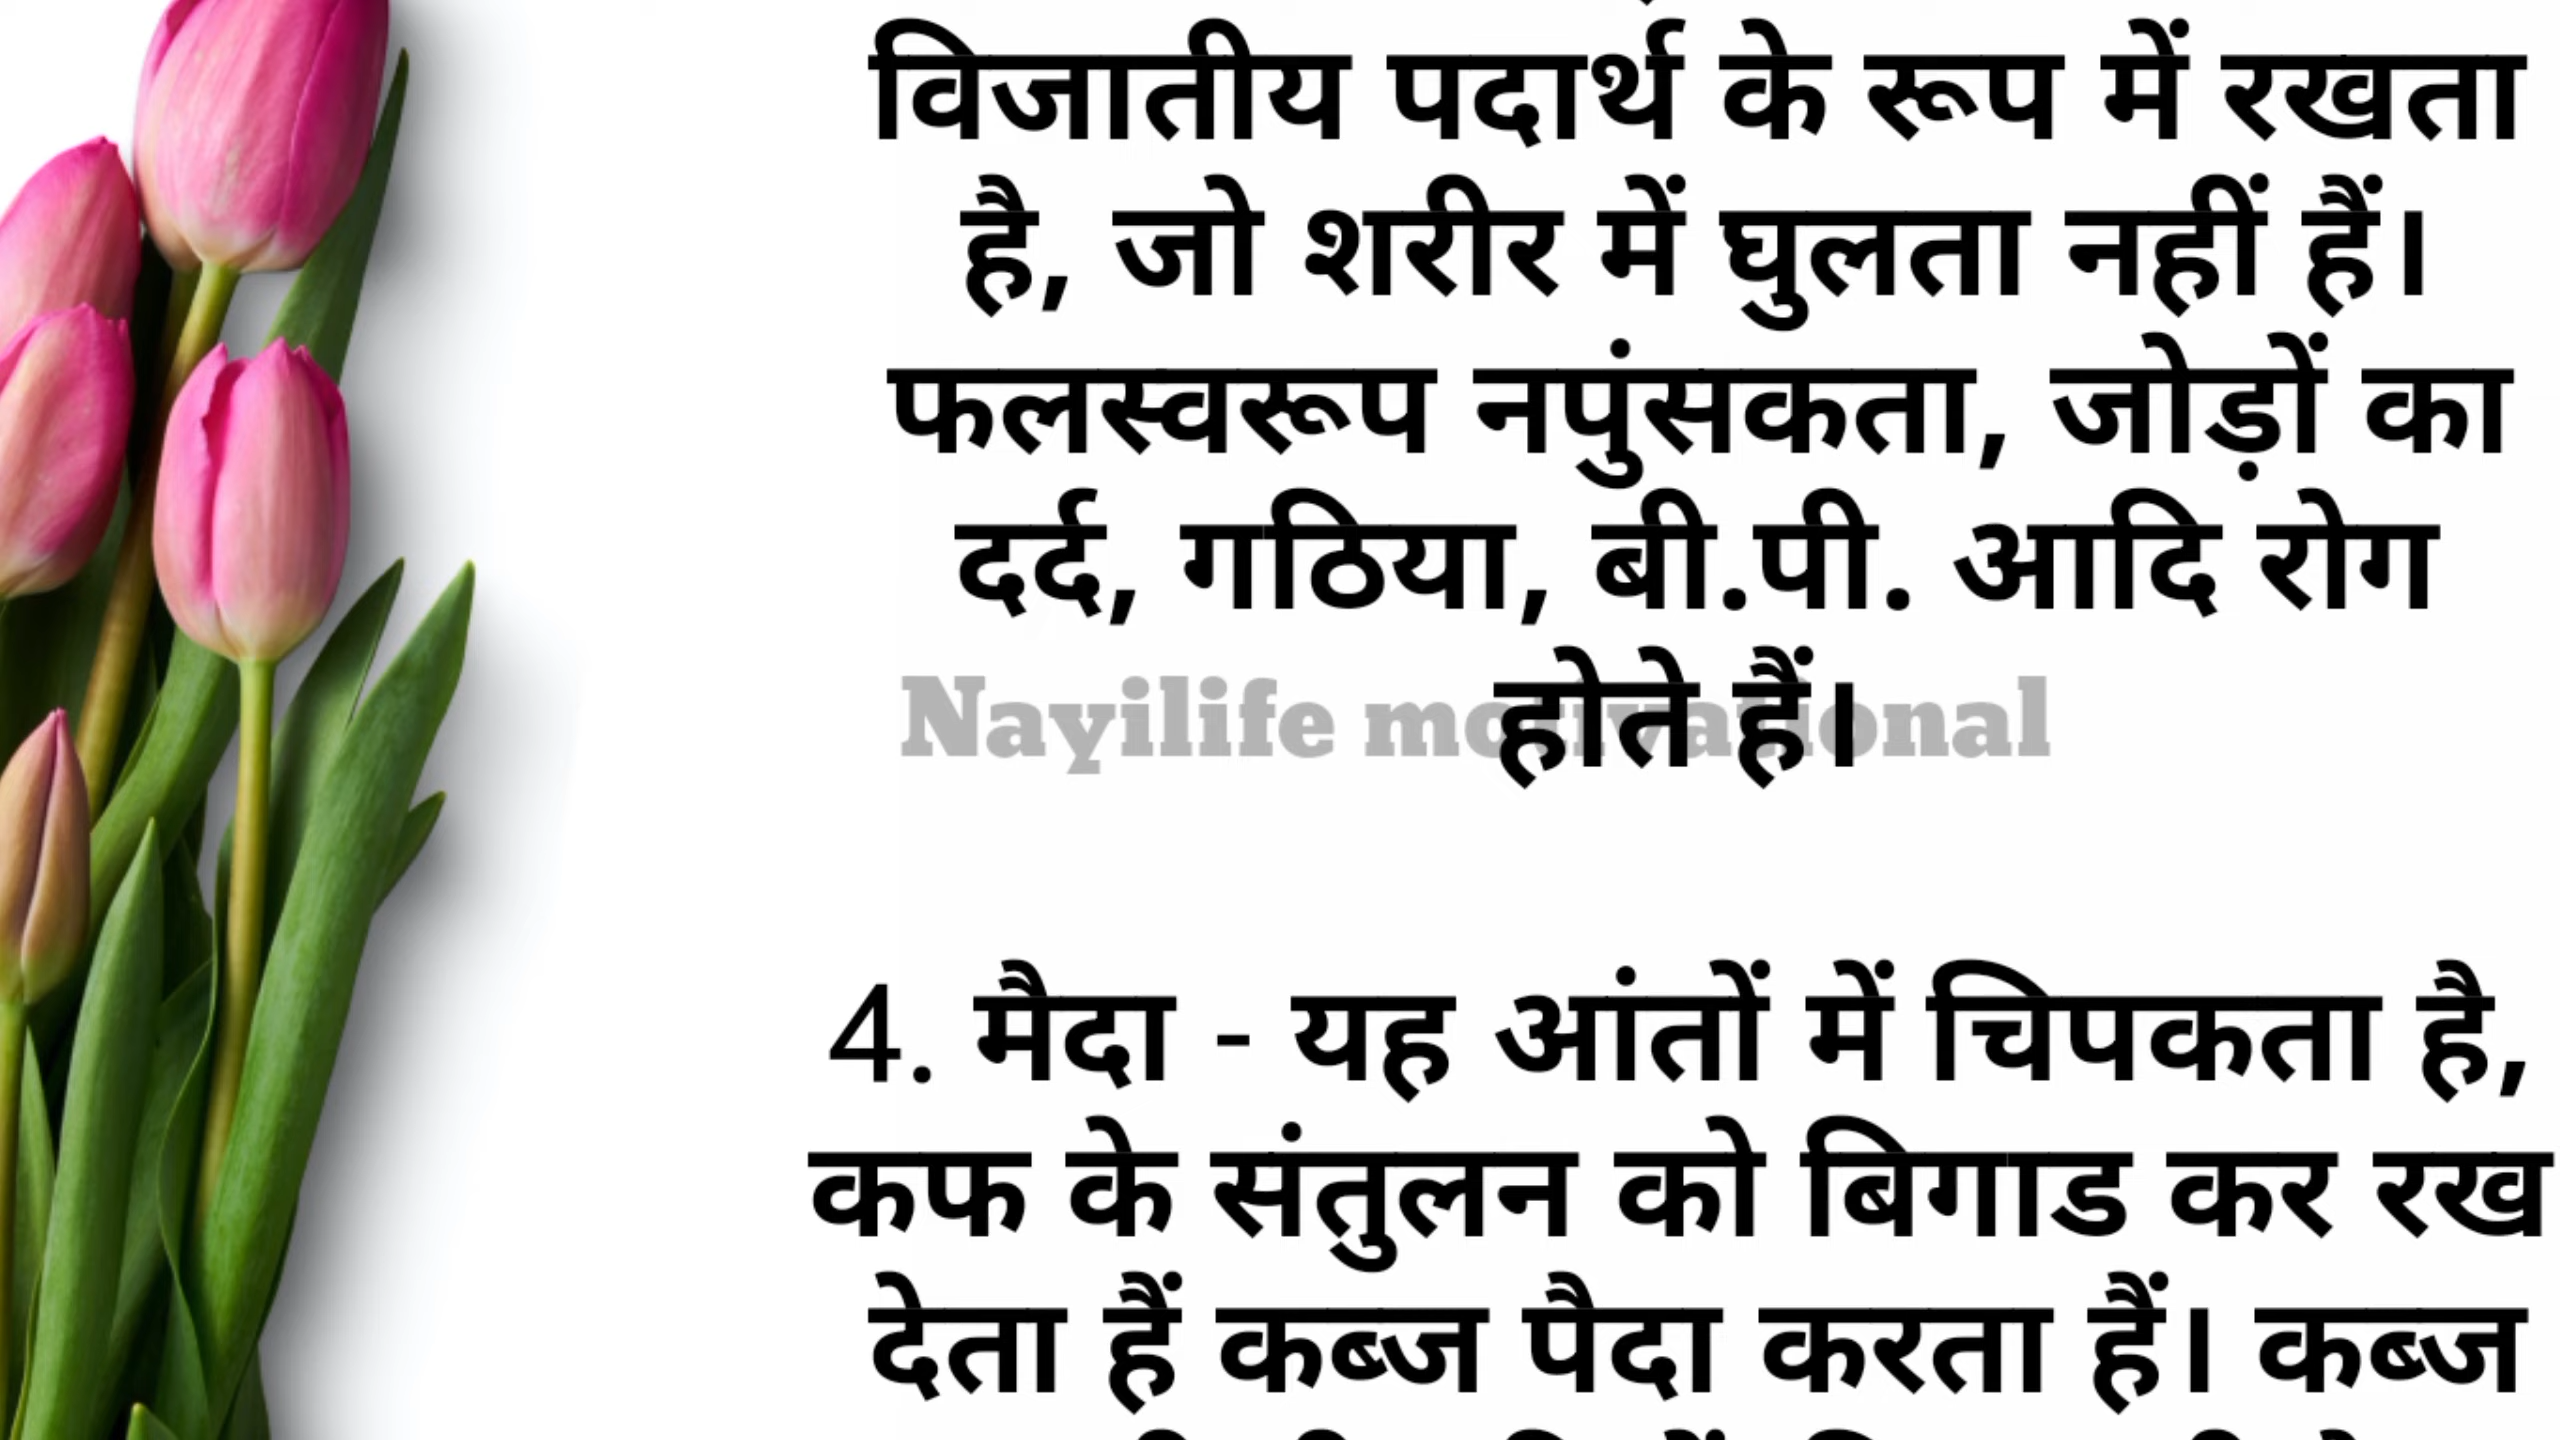 विजातीय पदार्थ के रूप में रखता
है, जो शरीर में घुलता नहीं हैं।
फलस्वरूप नपुंसकता, जोड़ों का
दर्द, गठिया, बी.पी. आदि रोग
होते हैं।
Nayilife motivational
4. मैदा - यह आंतों में चिपकता है,
कफ के संतुलन को बिगाड कर रख
देता हैं कब्ज पैदा करता हैं। कब्ज